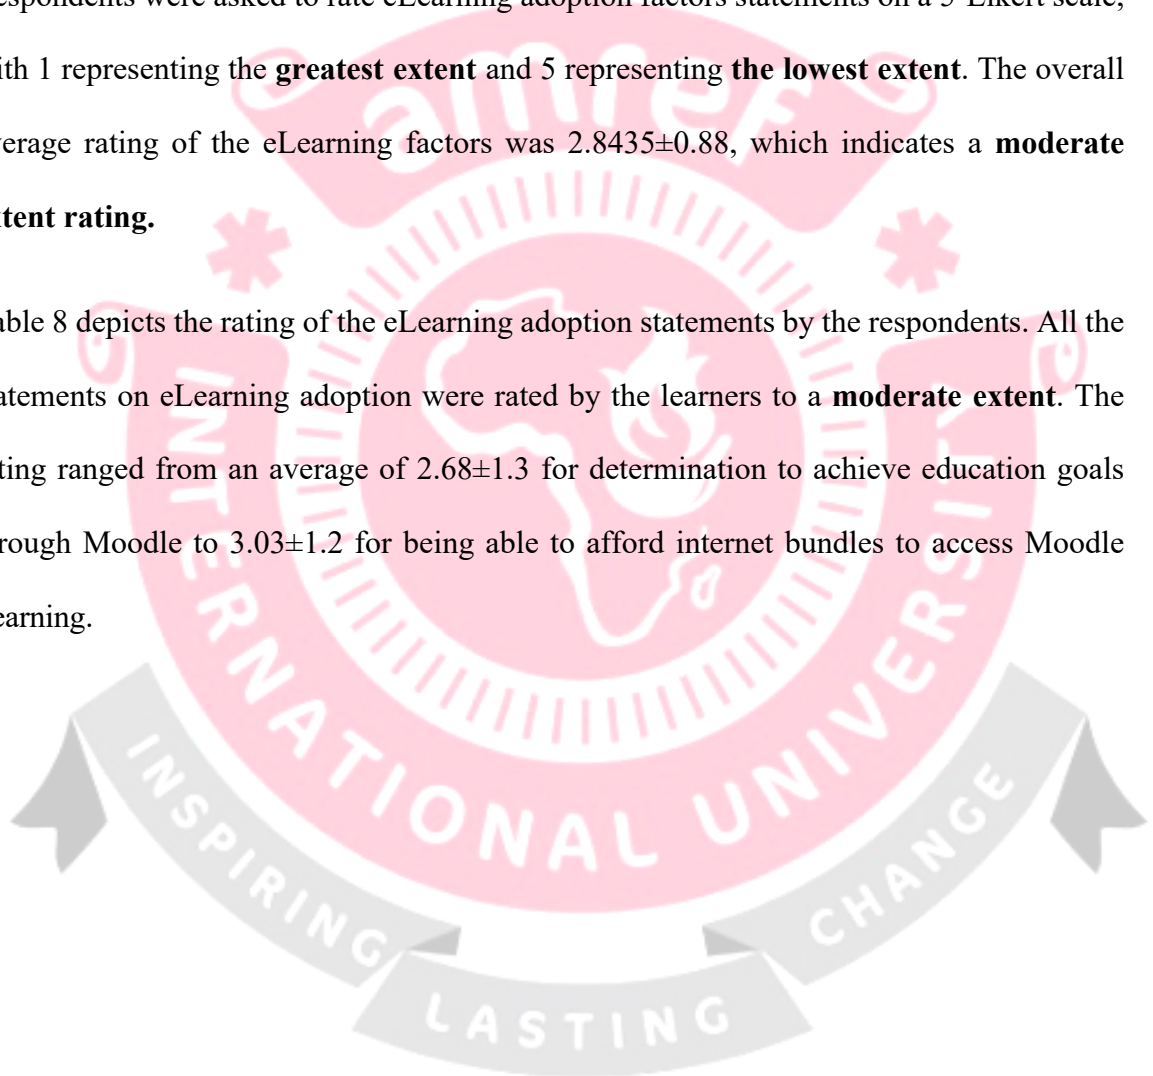 espondents were asked to rate eLearning adoption factors statements on a 5-Likert scale,
ith 1 representing the greatest extent and 5 representing the lowest extent. The overall
verage rating of the eLearning factors was 2.8435±0.88, which indicates a moderate
xtent rating.
able 8 depicts the rating of the eLearning adoption statements by the respondents. All the
atements on eLearning adoption were rated by the learners to a moderate extent. The
ting ranged from an average of 2.68±1.3 for determination to achieve education goals
rough Moodle to 3.03±1.2 for being able to afford internet bundles to access Moodle
earning.
amref
INTERNATIONAL UNIVERSITY
INSPIRING
LASTING
CHANGE